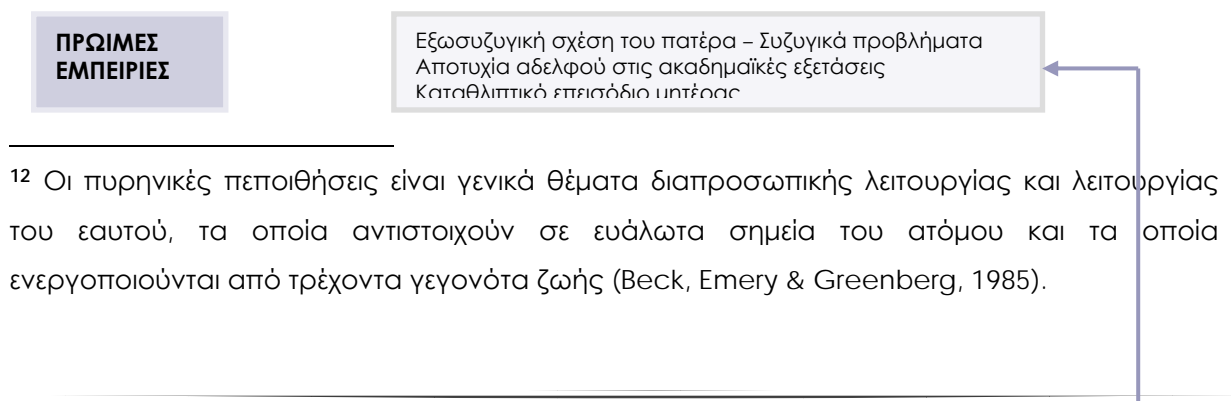 ΠΡΩΙΜΕΣ
ΕΜΠΕΙΡΙΕΣ
Εξωσυζυγική σχέση του πατέρα – Συζυγικά προβλήματα
Αποτυχία αδελφού στις ακαδημαϊκές εξετάσεις
Καταθλιπτικό επεισόδιο μητέρας
12 Οι πυρηνικές πεποιθήσεις είναι γενικά θέματα διαπροσωπικής λειτουργίας και λειτουργίας
του εαυτού, τα οποία αντιστοιχούν σε ευάλωτα σημεία του ατόμου και τα οποία
ενεργοποιούνται από τρέχοντα γεγονότα ζωής (Beck, Emery & Greenberg, 1985).